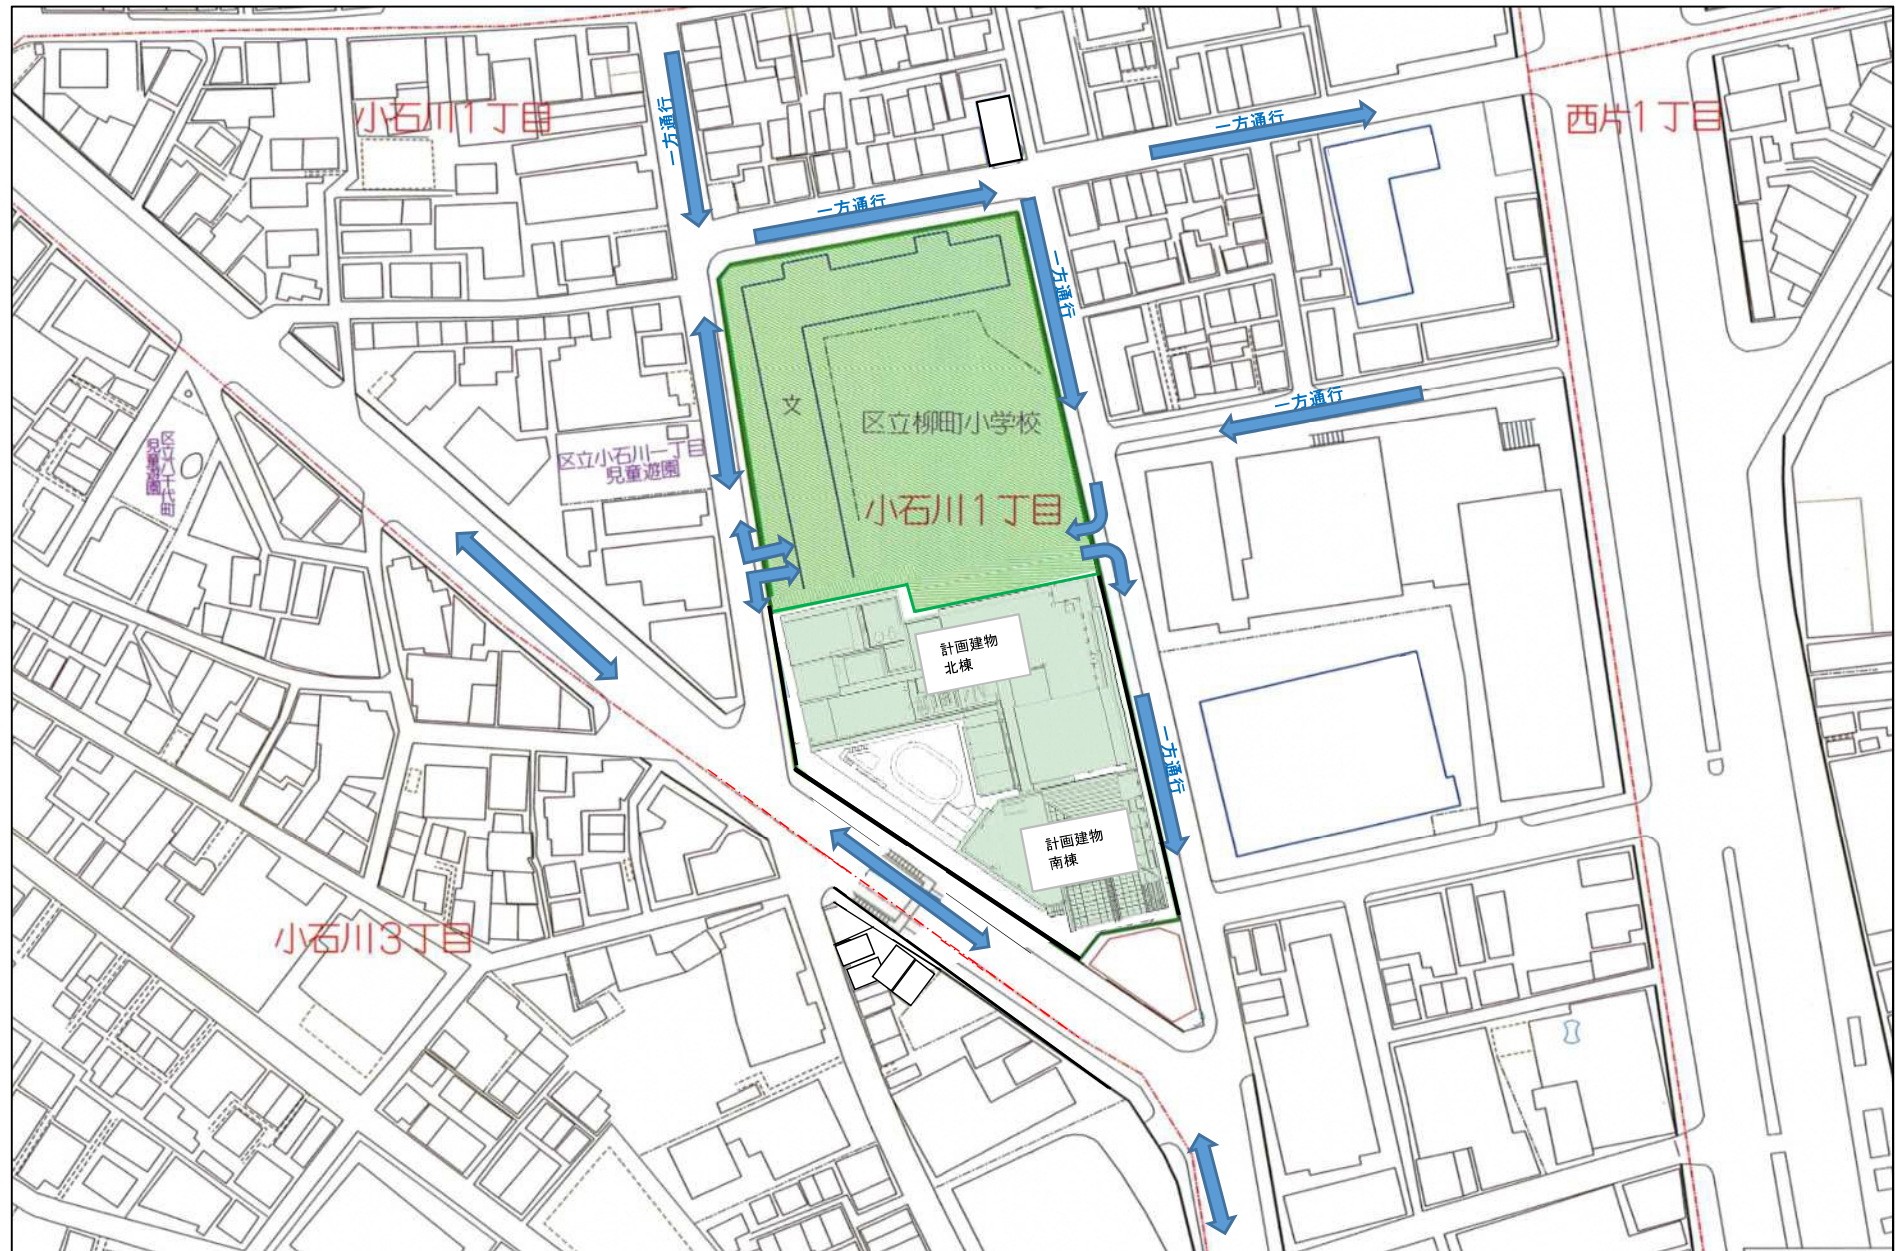 小石川1丁目
一方通行
一方通行
西片1丁目
一方通行
一方通行
一方通行
文
区立柳町小学校
区立八千代町
児童遊園
区立小石川一丁目
児童遊園
小石川1丁目
計画建物
北棟
一方通行
計画建物
南棟
小石川3丁目